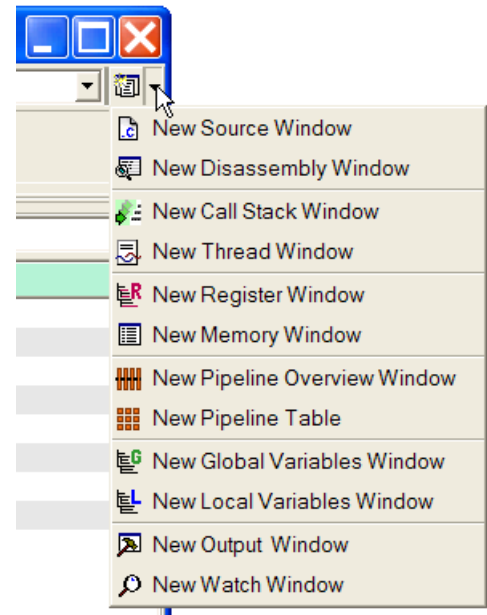 New Source Window
New Disassembly Window
New Call Stack Window
New Thread Window
New Register Window
New Memory Window
New Pipeline Overview Window
New Pipeline Table
New Global Variables Window
New Local Variables Window
New Output Window
New Watch Window